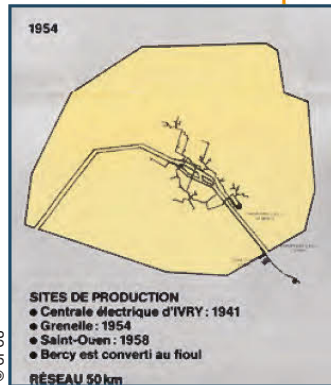 1954
SITES DE PRODUCTION
● Centrale électrique d'IVRY : 1941
● Grenelle : 1954
● Saint-Ouen : 1958
● Bercy est converti au fioul
RÉSEAU 50 km